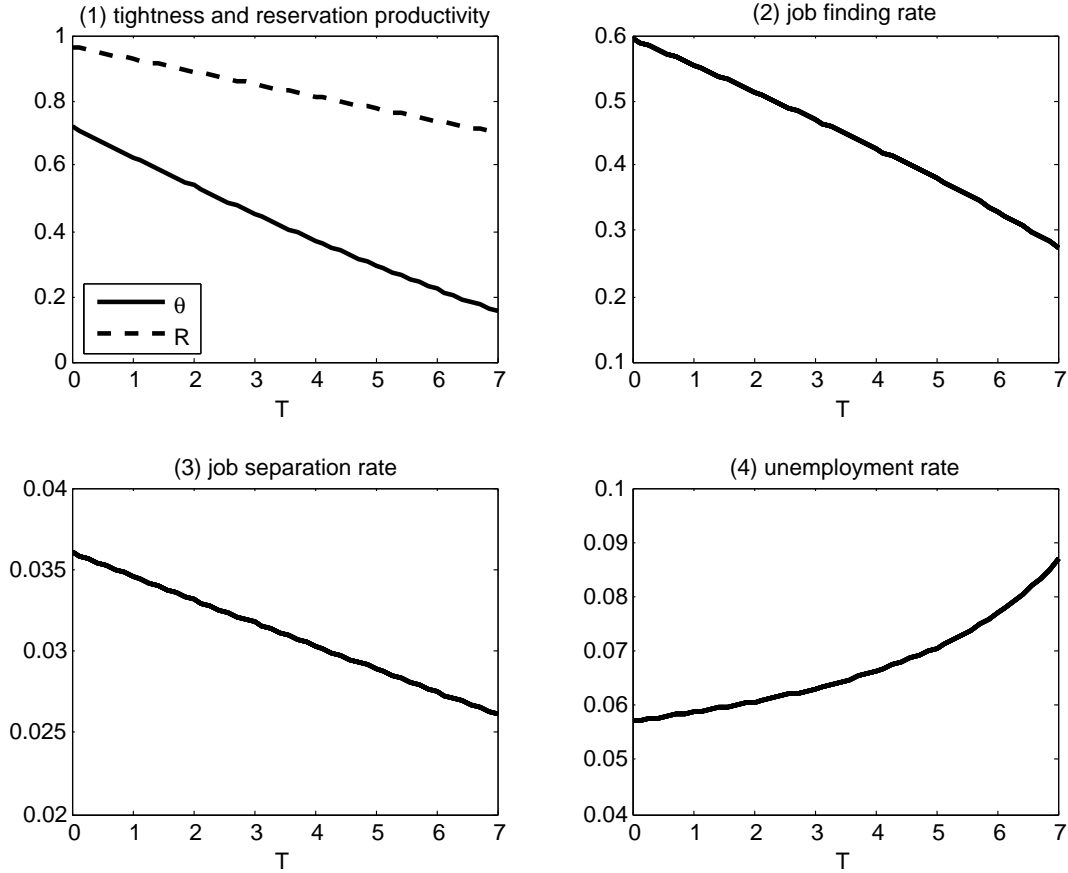 (1) tightness and reservation productivity
1
0.8
0.6
0.4
0.2
0
θ
R
0 1 2 3 4 5 6 7
T
(2) job finding rate
0.6
0.5
0.4
0.3
0.2
0.1
0 1 2 3 4 5 6 7
T
(3) job separation rate
0.04
0.035
0.03
0.025
0.02
0 1 2 3 4 5 6 7
T
(4) unemployment rate
0.1
0.09
0.08
0.07
0.06
0.05
0.04
0 1 2 3 4 5 6 7
T